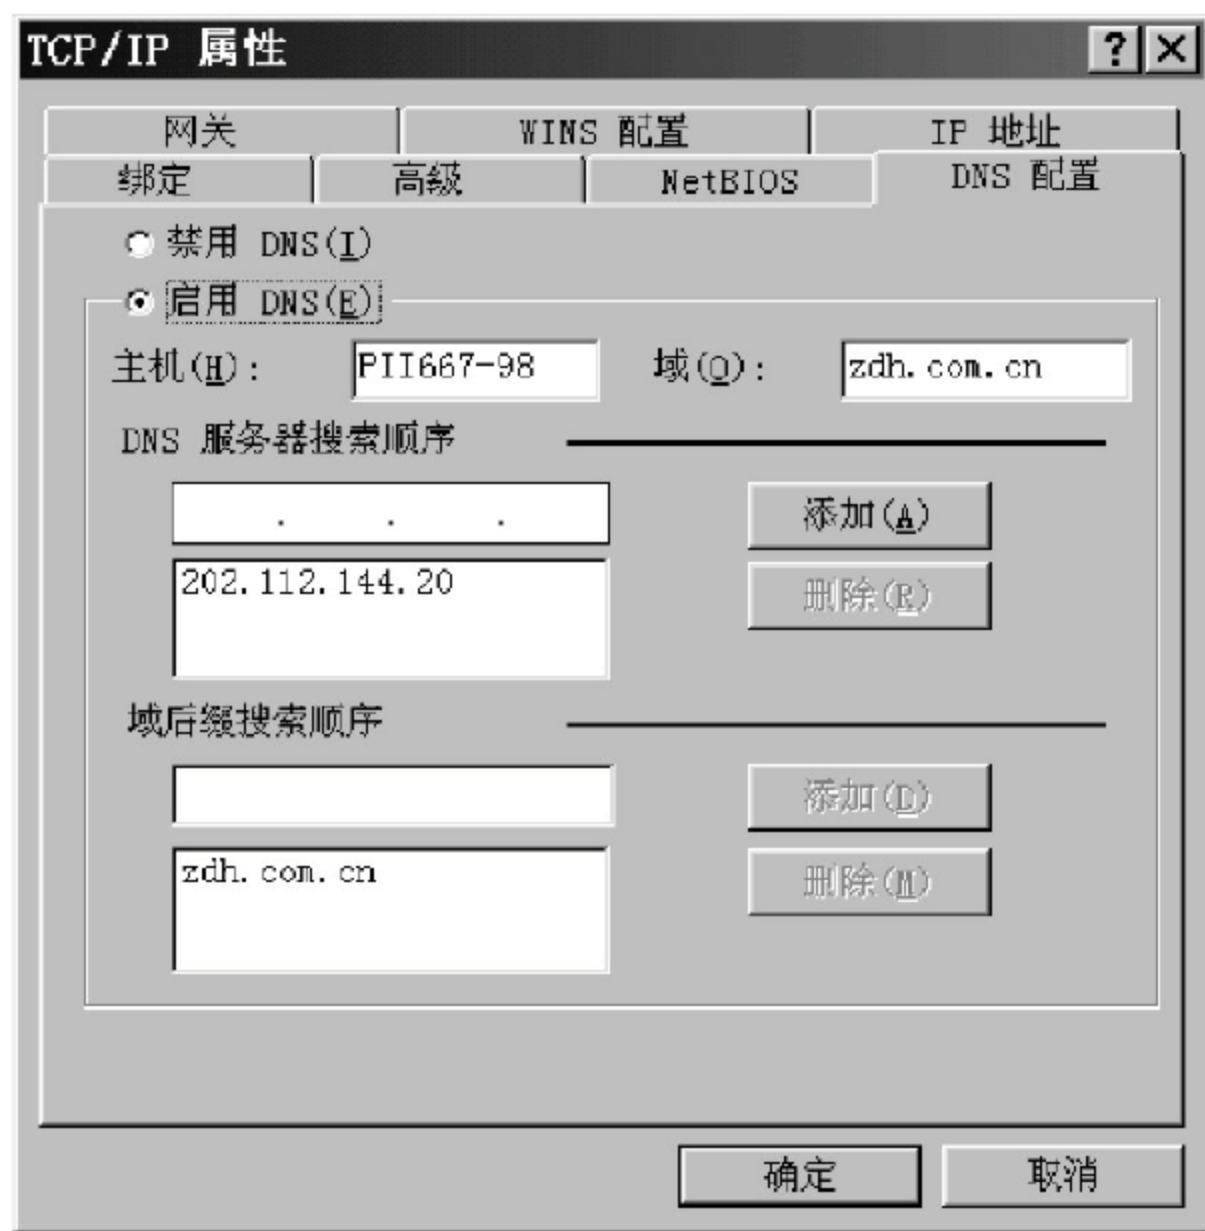 TCP/IP 属性
网关 WINS 配置 IP 地址
绑定 高级 NetBIOS DNS 配置
禁用 DNS(I)
启用 DNS(E)
主机(H): PII667-98 域(O): zdh.com.cn
DNS 服务器搜索顺序
. . . 添加(A)
202.112.144.20 删除(R)
域后缀搜索顺序
添加(D)
zdh.com.cn 删除(M)
确定 取消